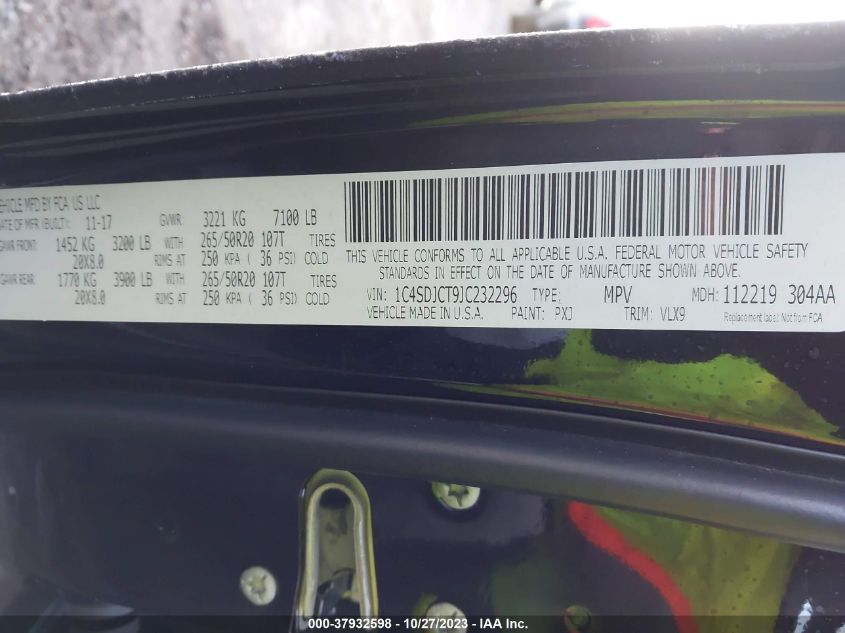 VEHICLE MFD BY FCA US LLC
DATE OF MFR (BUILT): 11-17 GVWR: 3221 KG 7100 LB
GAWR FRONT: 1452 KG 3200 LB WITH 265/50R20 107T TIRES
20X8.0 RIMS AT 250 KPA ( 36 PSI) COLD
GAWR REAR: 1770 KG 3900 LB WITH 265/50R20 107T TIRES
20X8.0 RIMS AT 250 KPA ( 36 PSI) COLD
THIS VEHICLE CONFORMS TO ALL APPLICABLE U.S.A. FEDERAL MOTOR VEHICLE SAFETY
STANDARDS IN EFFECT ON THE DATE OF MANUFACTURE SHOWN ABOVE.
VIN: 1C4SDJCT9JC232296 TYPE: MPV MDH: 112219 304AA
VEHICLE MADE IN U.S.A. PAINT: PXJ TRIM: VLX9
Replacement label. Not from FCA
000-37932598 - 10/27/2023 - IAA Inc.